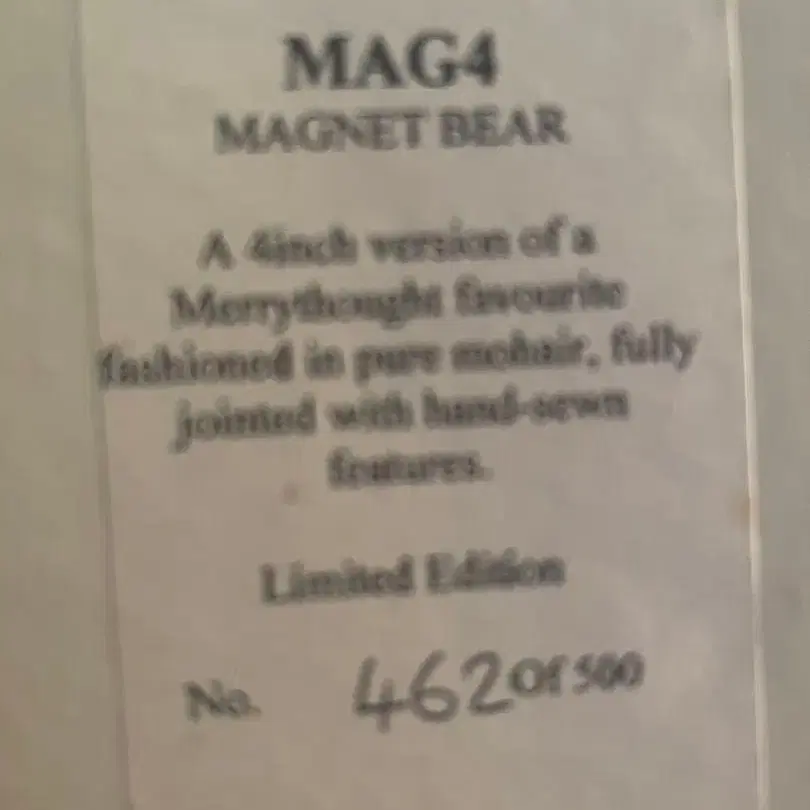 MAG4
MAGNET BEAR
A 4inch version of a
Merrythought favourite
fashioned in pure mohair, fully
jointed with hand-sewn
features.
Limited Edition
No. 462 Of 500